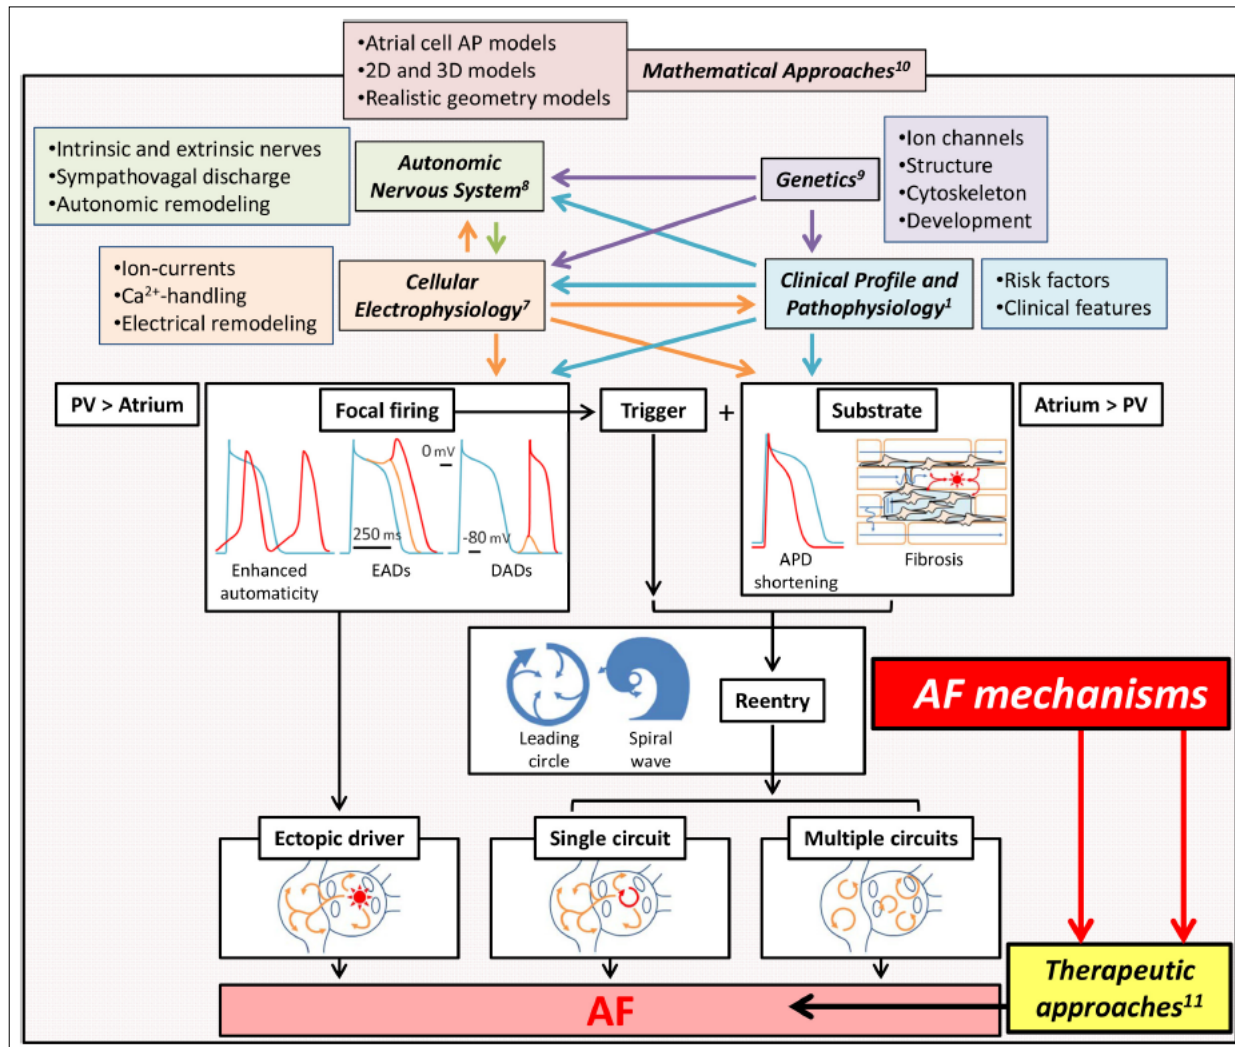 •Atrial cell AP models
•2D and 3D models
•Realistic geometry models
Mathematical Approaches¹⁰
•Intrinsic and extrinsic nerves
•Sympathovagal discharge
•Autonomic remodeling
Autonomic
Nervous System⁸
Genetics⁹
•Ion channels
•Structure
•Cytoskeleton
•Development
•Ion-currents
•Ca²⁺-handling
•Electrical remodeling
Cellular
Electrophysiology⁷
Clinical Profile and
Pathophysiology¹
•Risk factors
•Clinical features
PV > Atrium
Focal firing
Trigger
+
Substrate
Atrium > PV
0 mV
250 ms
-80 mV
Enhanced
automaticity
EADs
DADs
APD
shortening
Fibrosis
Leading
circle
Spiral
wave
Reentry
AF mechanisms
Ectopic driver
Single circuit
Multiple circuits
Therapeutic
approaches¹¹
AF